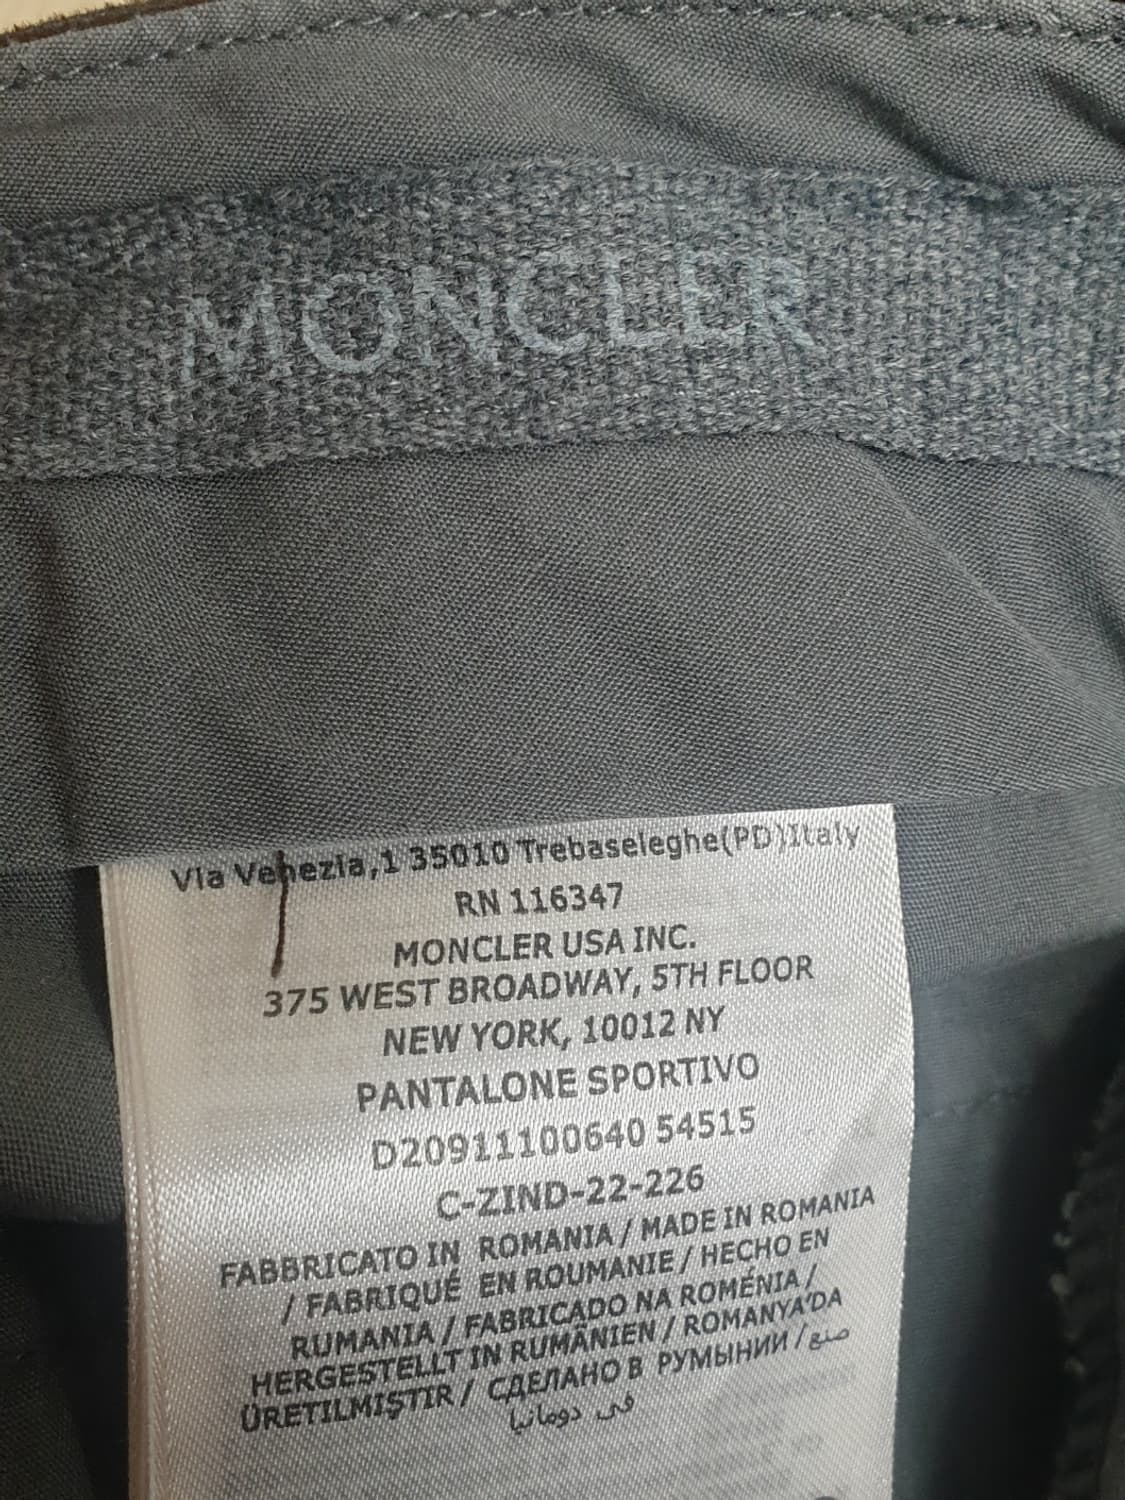 MONCLER
Via Venezia,1 35010 Trebaseleghe(PD)Italy
RN 116347
MONCLER USA INC.
375 WEST BROADWAY, 5TH FLOOR
NEW YORK, 10012 NY
PANTALONE SPORTIVO
D20911100640 54515
C-ZIND-22-226
FABBRICATO IN ROMANIA / MADE IN ROMANIA
/ FABRIQUÉ EN ROUMANIE / HECHO EN
RUMANIA / FABRICADO NA ROMÉNIA /
HERGESTELLT IN RUMÄNIEN / ROMANYA'DA
ÜRETILMIŞTIR / СДЕЛАНО В РУМЫНИИ / صنع
في دومانيا